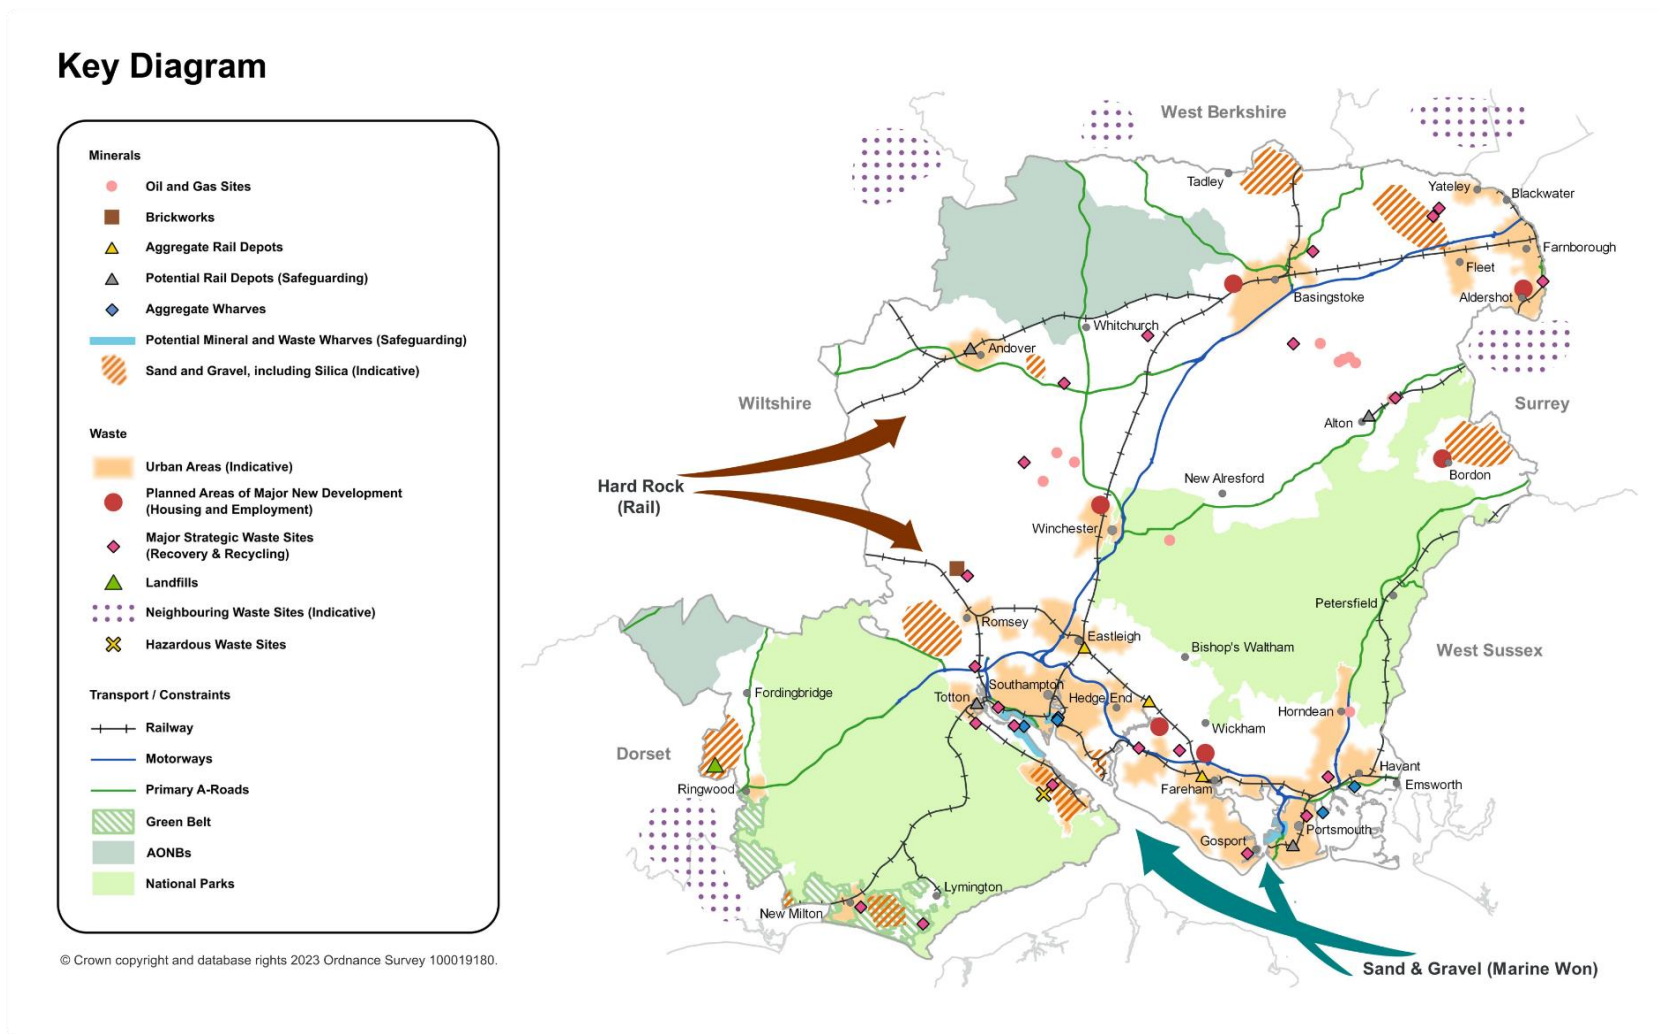 Key Diagram
Minerals
Oil and Gas Sites
Brickworks
Aggregate Rail Depots
Potential Rail Depots (Safeguarding)
Aggregate Wharves
Potential Mineral and Waste Wharves (Safeguarding)
Sand and Gravel, including Silica (Indicative)
Waste
Urban Areas (Indicative)
Planned Areas of Major New Development
(Housing and Employment)
Major Strategic Waste Sites
(Recovery & Recycling)
Landfills
Neighbouring Waste Sites (Indicative)
Hazardous Waste Sites
Transport / Constraints
Railway
Motorways
Primary A-Roads
Green Belt
AONBs
National Parks
© Crown copyright and database rights 2023 Ordnance Survey 100019180.
West Berkshire
Tadley
Yateley
Blackwater
Farnborough
Fleet
Basingstoke
Aldershot
Whitchurch
Andover
Wiltshire
Surrey
Alton
Bordon
New Alresford
Hard Rock
(Rail)
Winchester
Petersfield
Romsey
Eastleigh
Bishop's Waltham
West Sussex
Fordingbridge
Totton
Southampton
Hedge End
Horndean
Wickham
Dorset
Havant
Emsworth
Ringwood
Fareham
Portsmouth
Gosport
Lymington
New Milton
Sand & Gravel (Marine Won)